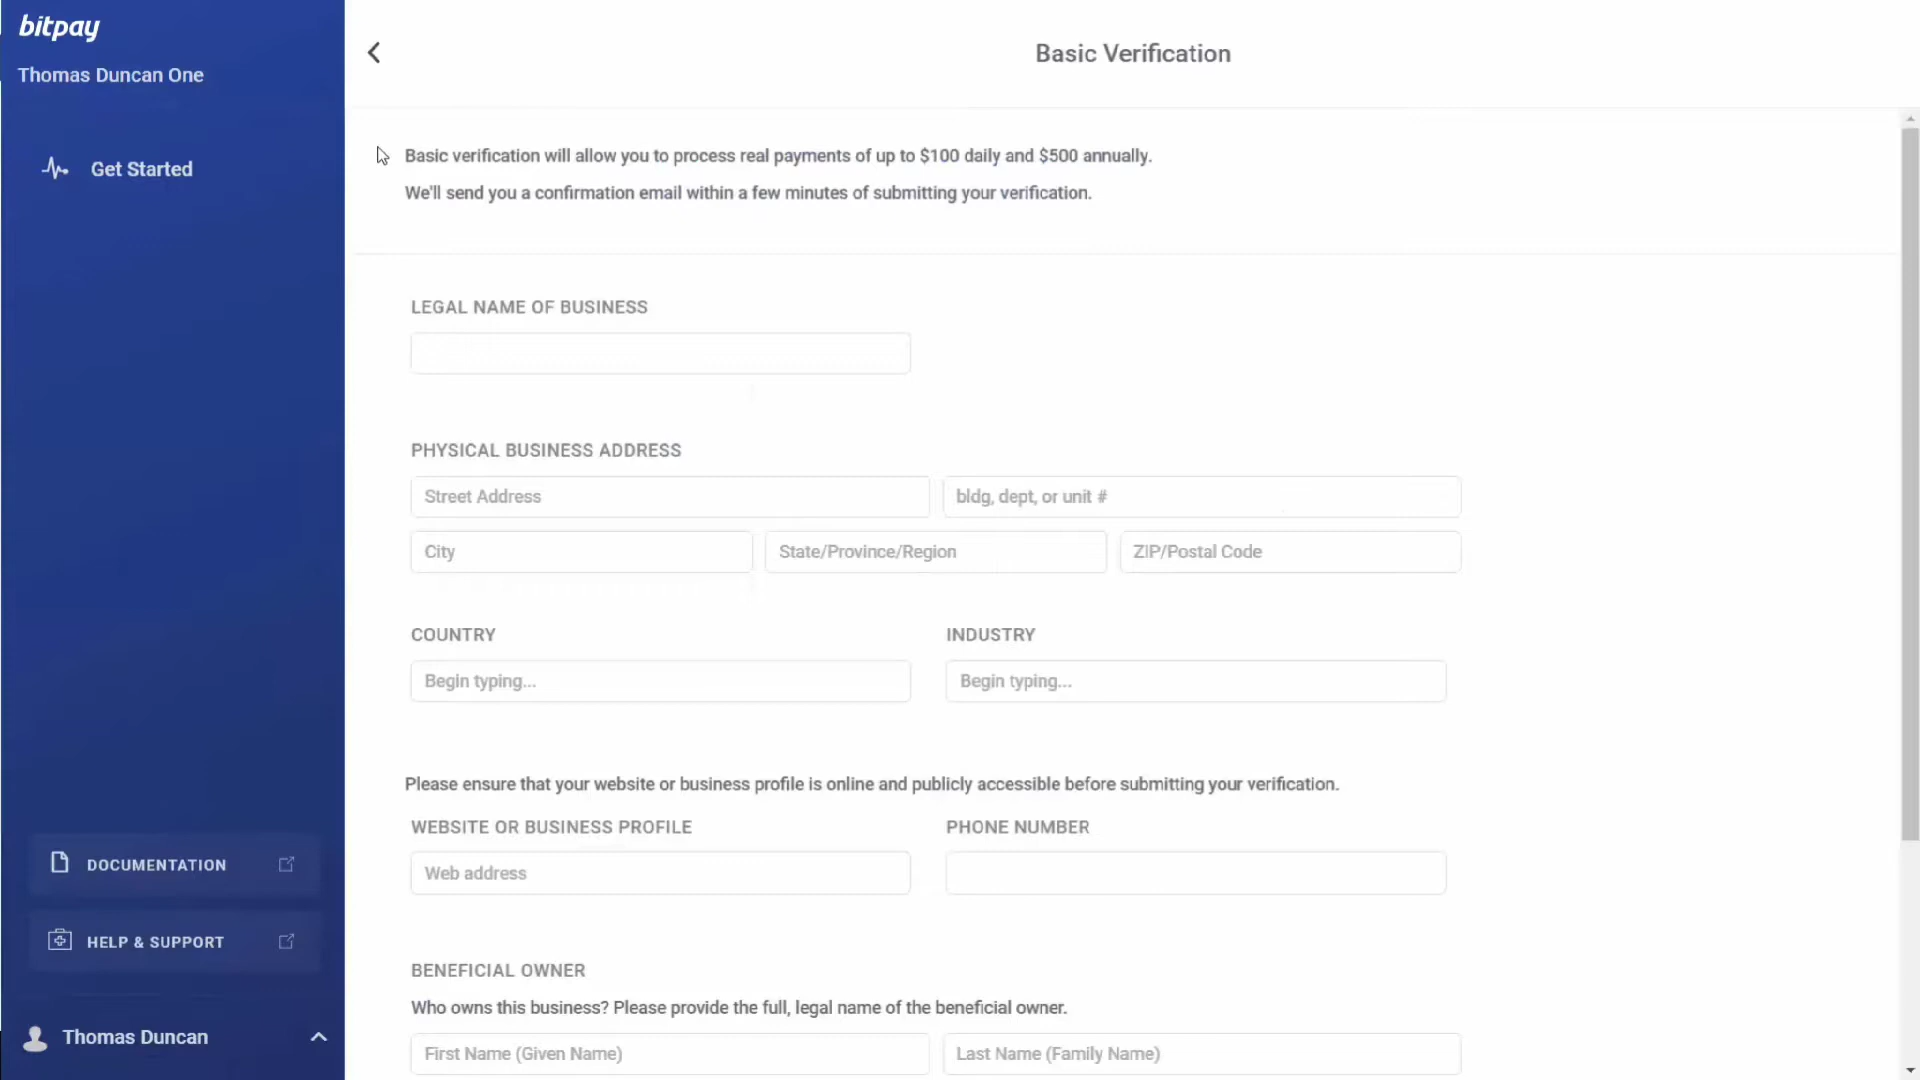 bitpay
Thomas Duncan One
Get Started
DOCUMENTATION
HELP & SUPPORT
Thomas Duncan
Basic Verification
Basic verification will allow you to process real payments of up to $100 daily and $500 annually.
We'll send you a confirmation email within a few minutes of submitting your verification.
LEGAL NAME OF BUSINESS
PHYSICAL BUSINESS ADDRESS
Street Address
bldg, dept, or unit #
City
State/Province/Region
ZIP/Postal Code
COUNTRY
INDUSTRY
Begin typing...
Begin typing...
Please ensure that your website or business profile is online and publicly accessible before submitting your verification.
WEBSITE OR BUSINESS PROFILE
PHONE NUMBER
Web address
BENEFICIAL OWNER
Who owns this business? Please provide the full, legal name of the beneficial owner.
First Name (Given Name)
Last Name (Family Name)